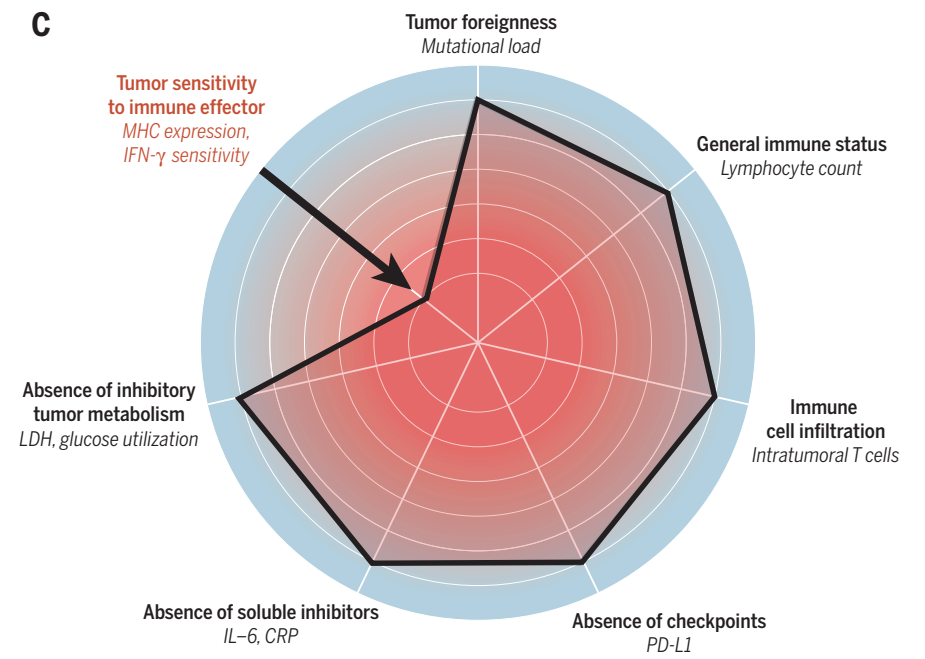 C
Tumor foreignness
Mutational load
Tumor sensitivity
to immune effector
MHC expression,
IFN-γ sensitivity
General immune status
Lymphocyte count
Absence of inhibitory
tumor metabolism
LDH, glucose utilization
Immune
cell infiltration
Intratumoral T cells
Absence of soluble inhibitors
IL–6, CRP
Absence of checkpoints
PD-L1